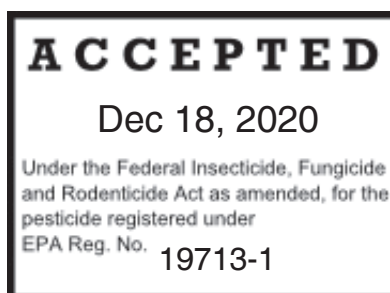 ACCEPTED
Dec 18, 2020
Under the Federal Insecticide, Fungicide
and Rodenticide Act as amended, for the
pesticide registered under
EPA Reg. No. 19713-1